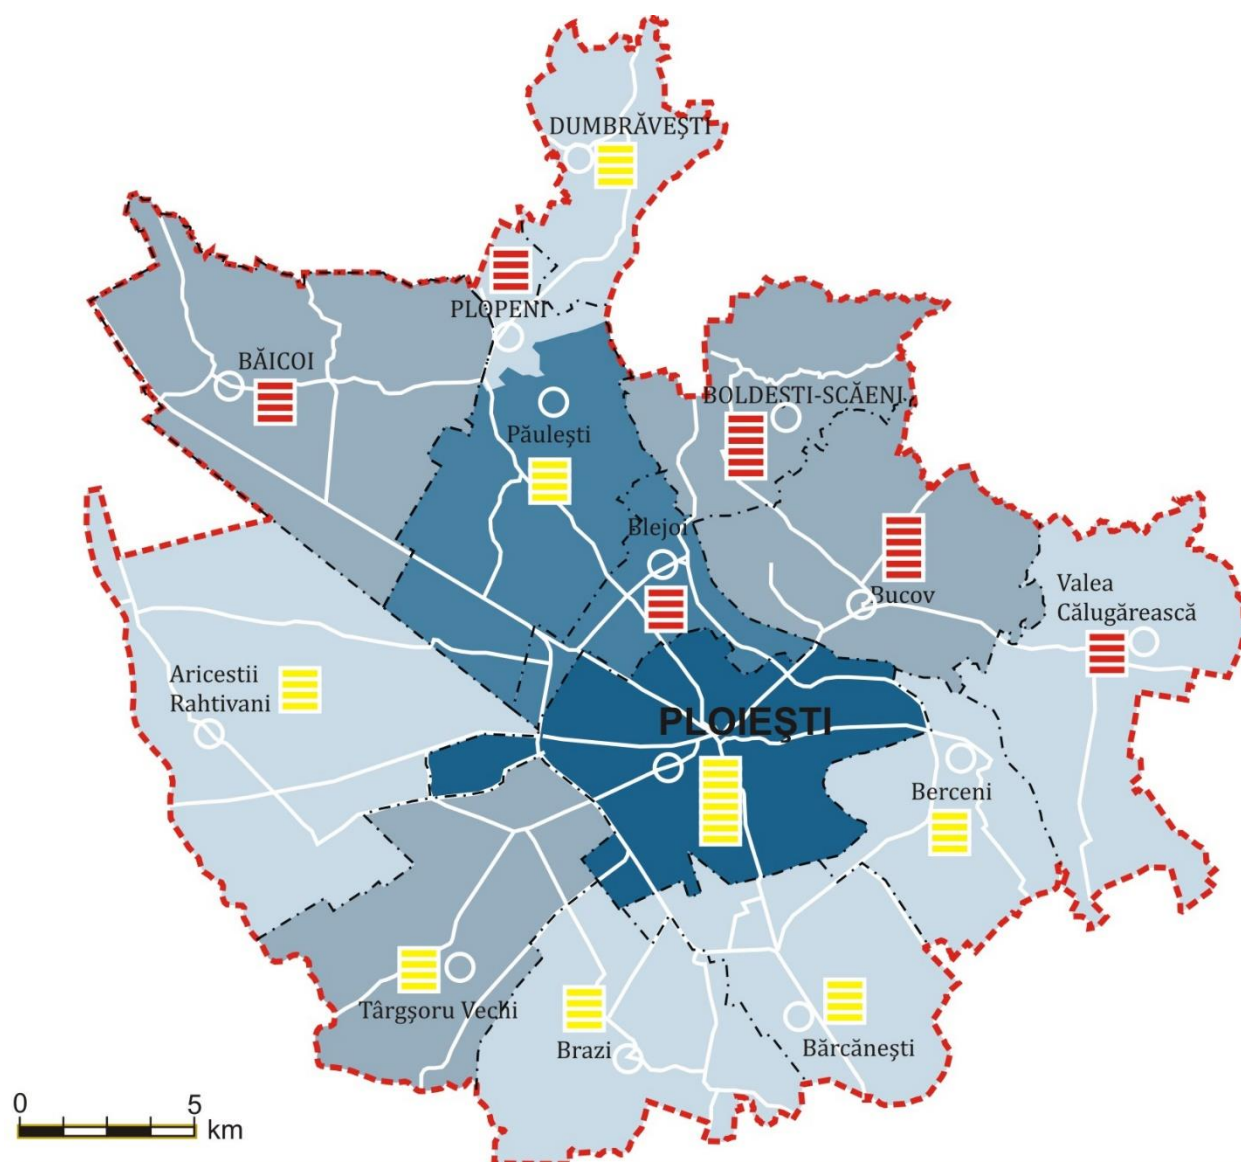 DUMBRĂVEŞTI
PLOPENI
BĂICOI
BOLDESTI-SCĂENI
Păuleşti
Blejoi
Bucov
Valea
Călugărească
Aricestii
Rahtivani
PLOIEŞTI
Berceni
Târgşoru Vechi
Brazi
Bărcăneşti
0 5
km